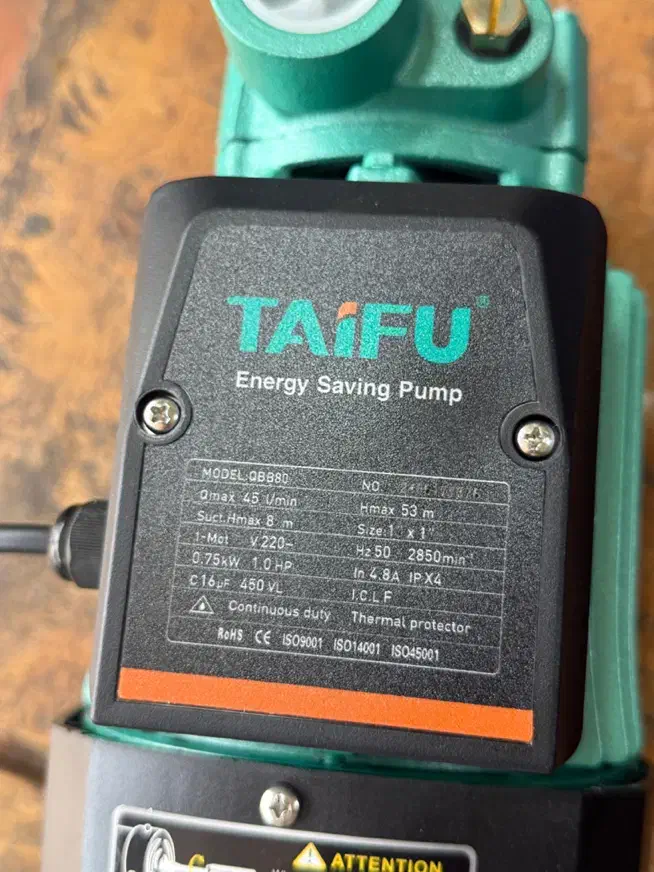 TAiFU®
Energy Saving Pump
MODEL:QBB80 NO
Qmax 45 l/min Hmax 53 m
Suct.Hmax 8 m Size:1" x 1"
1-Mot V 220~ Hz 50 2850min⁻¹
0.75kW 1.0 HP In 4.8A IPX4
C 16μF 450 VL I.C.L F
Continuous duty Thermal protector
RoHS CE ISO9001 ISO14001 ISO45001
ATTENTION